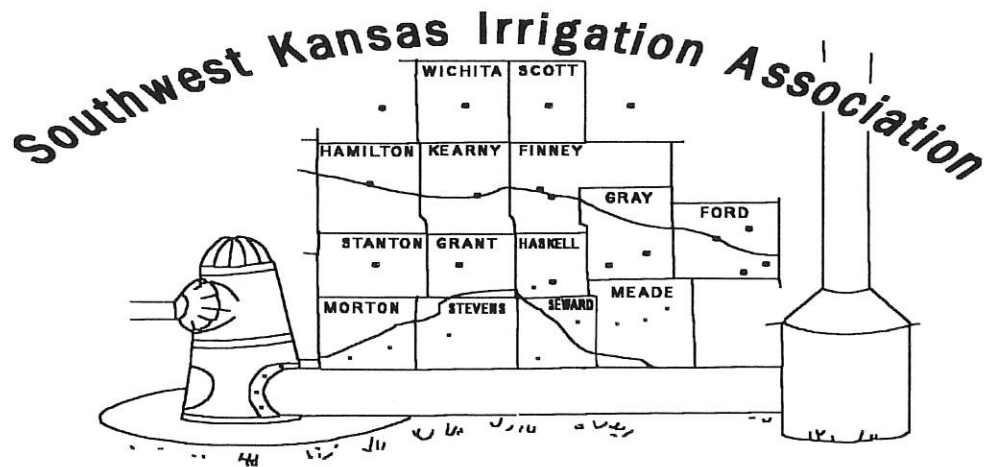 Southwest Kansas Irrigation Association
WICHITA SCOTT
HAMILTON KEARNY FINNEY
GRAY
FORD
STANTON GRANT HASKELL
MEADE
MORTON STEVENS SEWARD